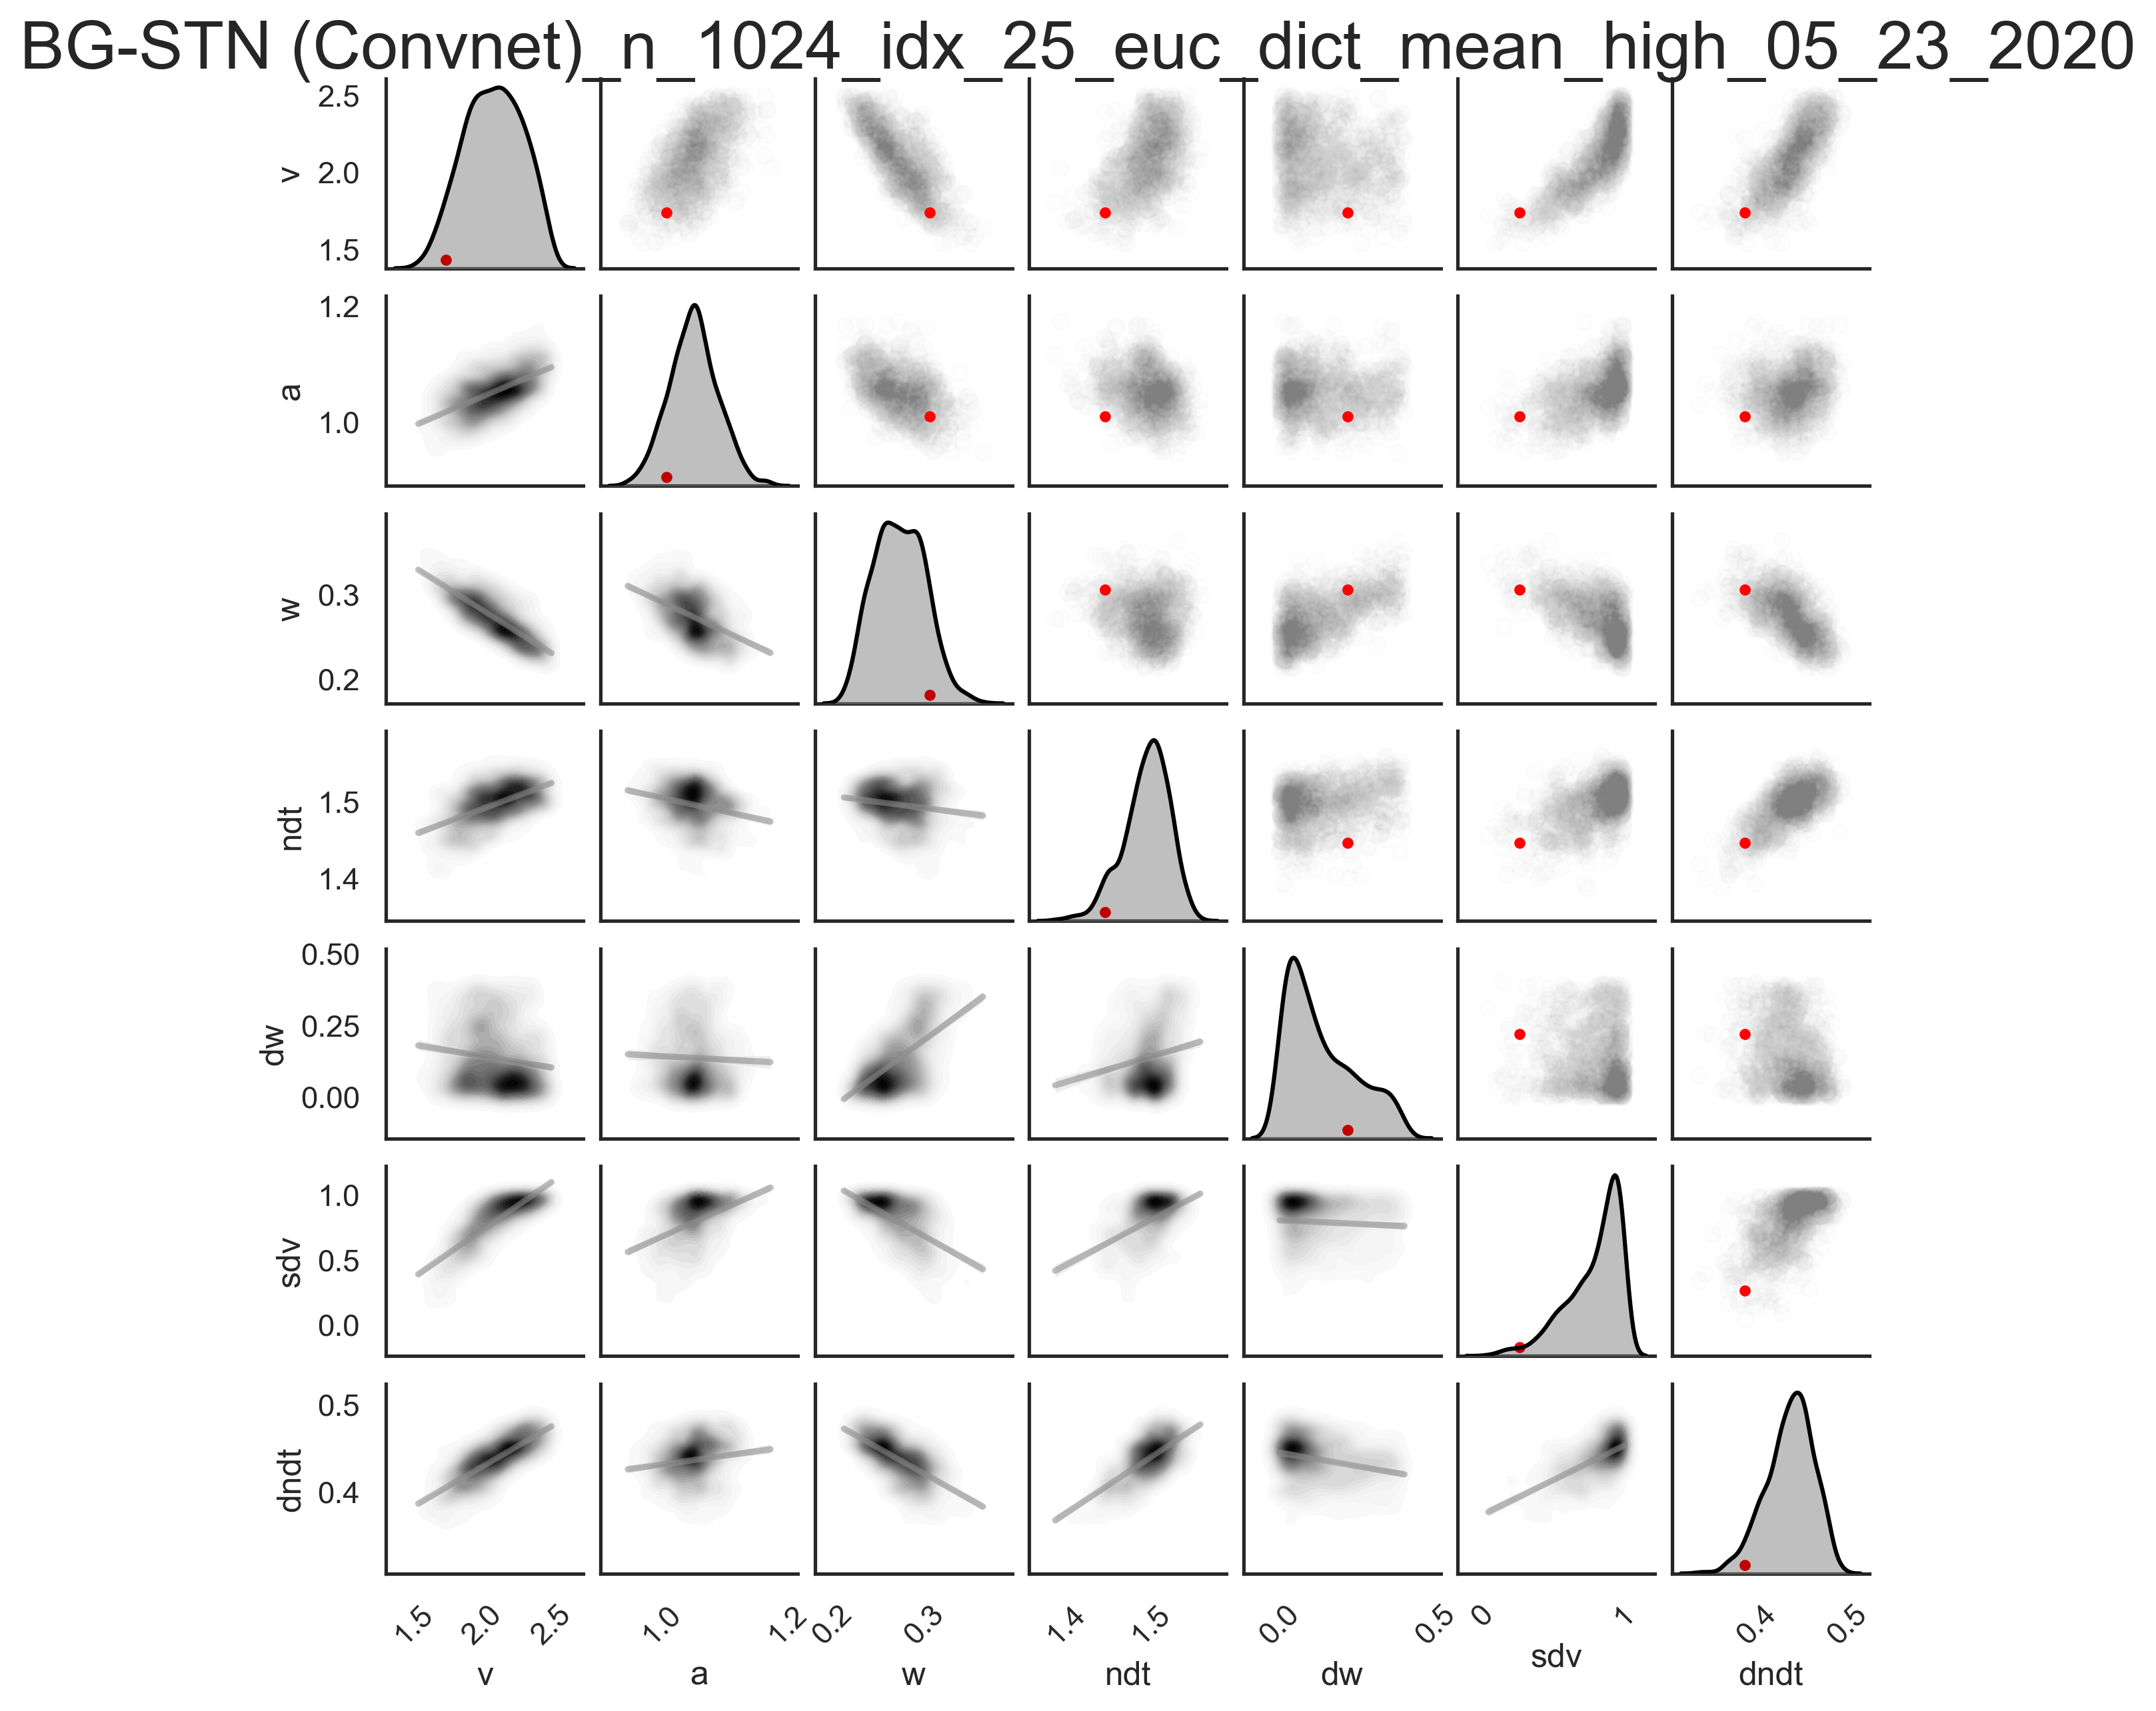 BG-STN (Convnet)_n_1024_idx_25_euc_dict_mean_high_05_23_2020
2.5
v 2.0
1.5
1.2
a
1.0
0.3
w
0.2
1.5
ndt
1.4
0.50
0.25
dw
0.00
1.0
sdv 0.5
0.0
0.5
dndt 0.4
1.5 2.0 2.5 1.0 1.2 0.2 0.3 1.4 1.5 0.0 0.5 0 1 0.4 0.5
v a w ndt dw sdv dndt